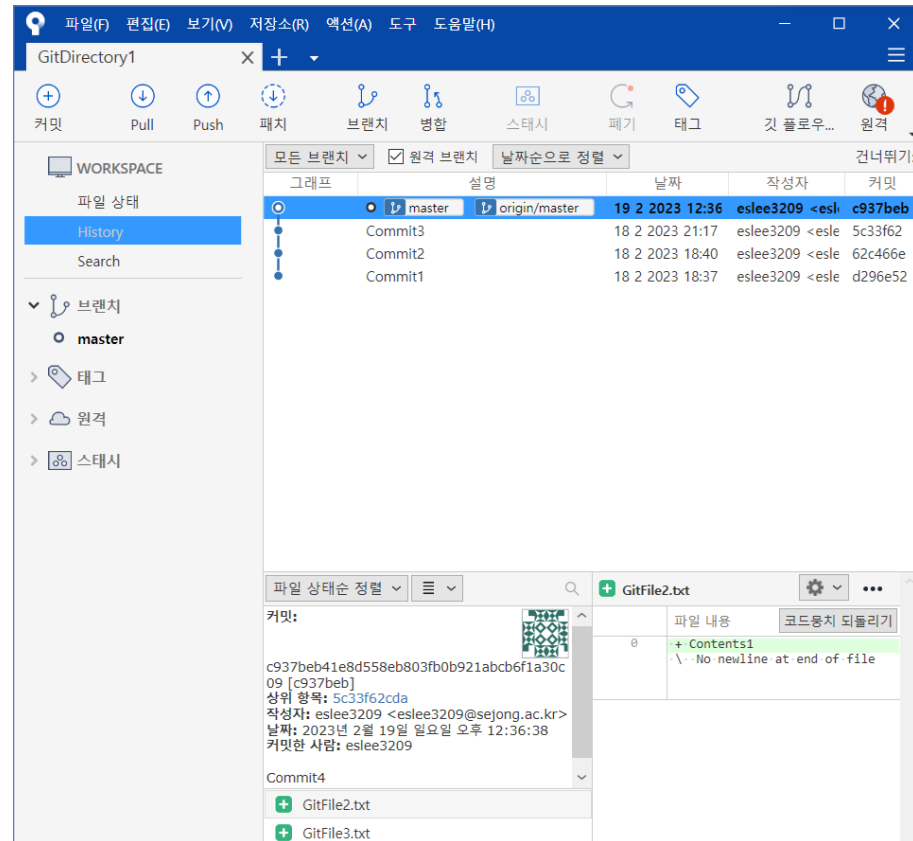 파일(F) 편집(E) 보기(V) 저장소(R) 액션(A) 도구 도움말(H)
GitDirectory1
커밋 Pull Push 패치 브랜치 병합 스태시 폐기 태그 깃 플로우... 원격
WORKSPACE
파일 상태
History
Search
브랜치
master
태그
원격
스태시
모든 브랜치 원격 브랜치 날짜순으로 정렬 건너뛰기:
그래프 설명 날짜 작성자 커밋
master origin/master 19 2 2023 12:36 eslee3209 <esl c937beb
Commit3 18 2 2023 21:17 eslee3209 <esle 5c33f62
Commit2 18 2 2023 18:40 eslee3209 <esle 62c466e
Commit1 18 2 2023 18:37 eslee3209 <esle d296e52
파일 상태순 정렬
커밋:
c937beb41e8d558eb803fb0b921abcb6f1a30c
09 [c937beb]
상위 항목: 5c33f62cda
작성자: eslee3209 <eslee3209@sejong.ac.kr>
날짜: 2023년 2월 19일 일요일 오후 12:36:38
커밋한 사람: eslee3209
Commit4
GitFile2.txt
GitFile3.txt
GitFile2.txt
파일 내용 코드뭉치 되돌리기
0 + Contents1
\ No newline at end of file